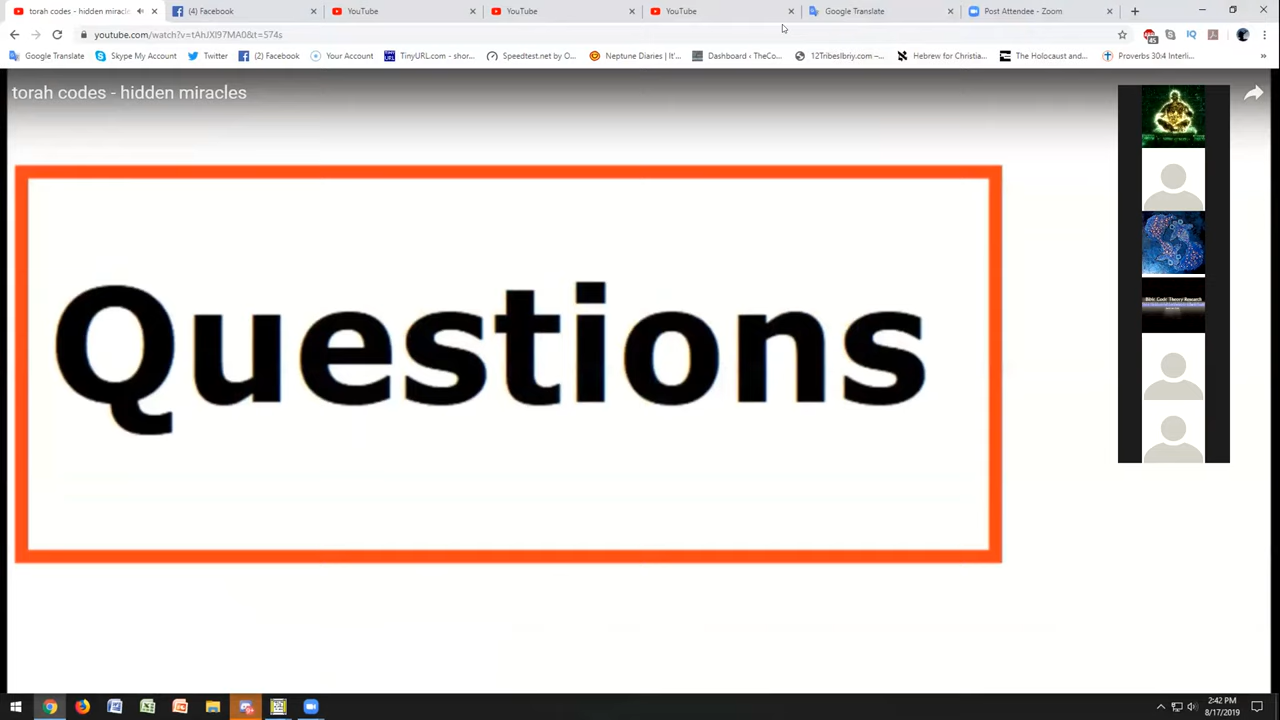 torah codes - hidden miracles
(4) Facebook
YouTube
YouTube
YouTube
Google Translate
Post Attendee - Zoom
youtube.com/watch?v=tAhJXI97MA0&t=574s
45
Google Translate
Skype My Account
Twitter
(2) Facebook
Your Account
TinyURL.com - shor...
Speedtest.net by O...
Neptune Diaries | It'...
Dashboard ‹ TheCo...
12TribesIbriy.com –...
Hebrew for Christia...
The Holocaust and...
Proverbs 30:4 Interli...
torah codes - hidden miracles
Questions
2:42 PM
8/17/2019